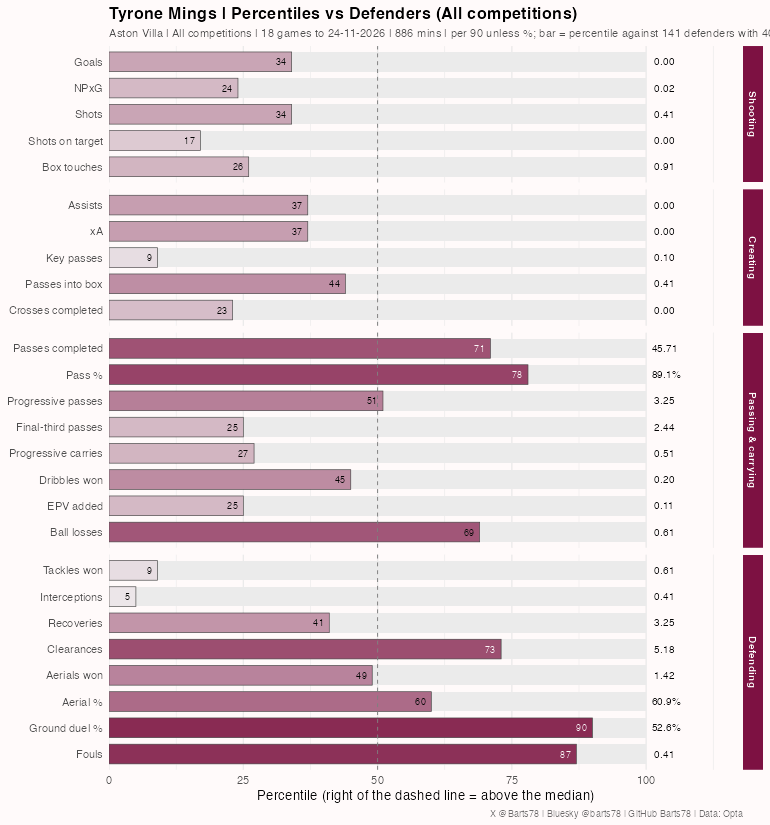 Tyrone Mings | Percentiles vs Defenders (All competitions)
Aston Villa | All competitions | 18 games to 24-11-2026 | 886 mins | per 90 unless %; bar = percentile against 141 defenders with 40
Shooting
Goals 34 0.00
NPxG 24 0.02
Shots 34 0.41
Shots on target 17 0.00
Box touches 26 0.91
Creating
Assists 37 0.00
xA 37 0.00
Key passes 9 0.10
Passes into box 44 0.41
Crosses completed 23 0.00
Passing & carrying
Passes completed 71 45.71
Pass % 78 89.1%
Progressive passes 51 3.25
Final-third passes 25 2.44
Progressive carries 27 0.51
Dribbles won 45 0.20
EPV added 25 0.11
Ball losses 69 0.61
Defending
Tackles won 9 0.61
Interceptions 5 0.41
Recoveries 41 3.25
Clearances 73 5.18
Aerials won 49 1.42
Aerial % 60 60.9%
Ground duel % 90 52.6%
Fouls 87 0.41
0 25 50 75 100
Percentile (right of the dashed line = above the median)
X @Barts78 | Bluesky @barts78 | GitHub Barts78 | Data: Opta